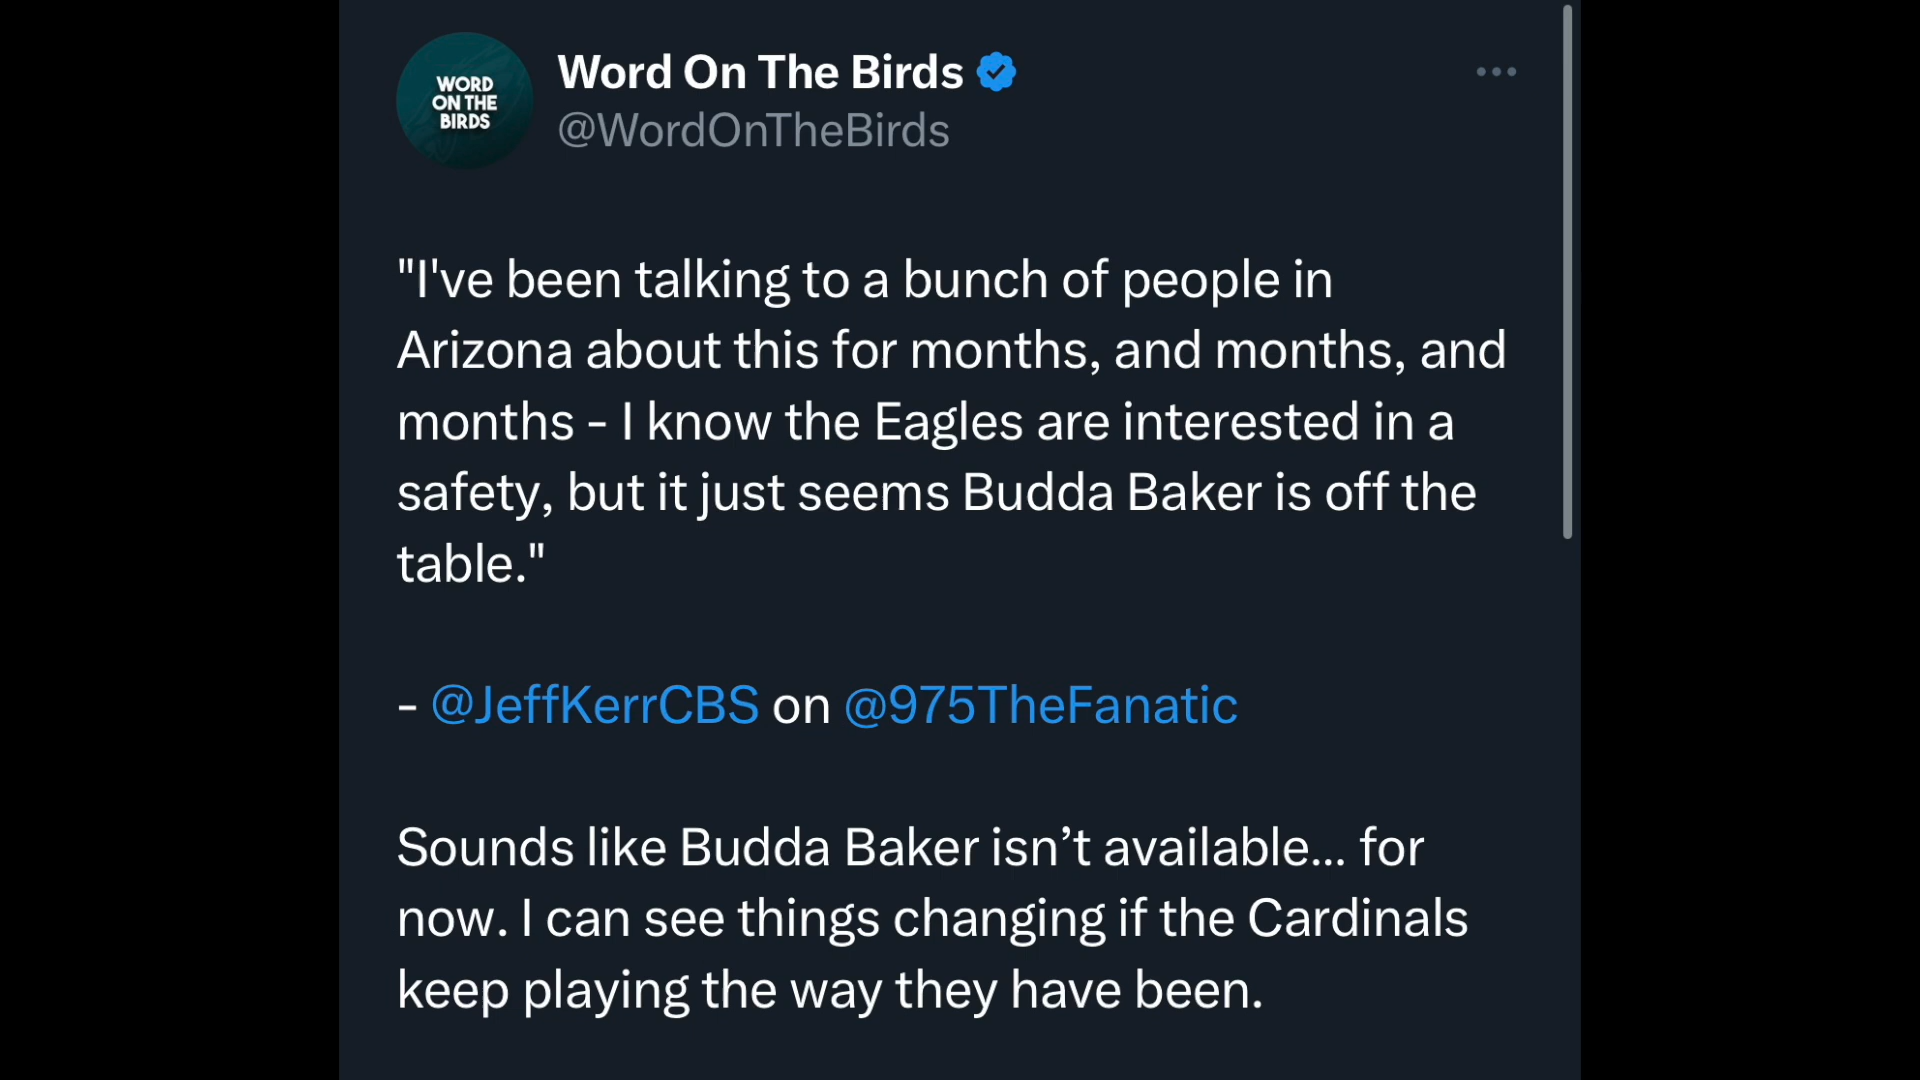 WORD
ON THE
BIRDS
Word On The Birds
@WordOnTheBirds
"I've been talking to a bunch of people in
Arizona about this for months, and months, and
months - I know the Eagles are interested in a
safety, but it just seems Budda Baker is off the
table."
- @JeffKerrCBS on @975TheFanatic
Sounds like Budda Baker isn’t available... for
now. I can see things changing if the Cardinals
keep playing the way they have been.